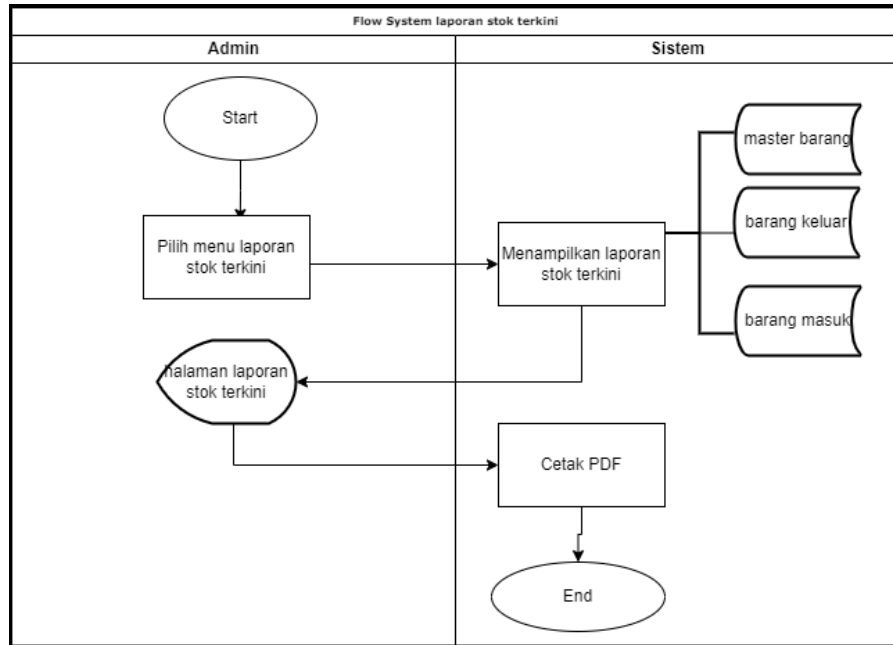 Flow System laporan stok terkini
Admin
Sistem
Start
master barang
Pilih menu laporan
stok terkini
Menampilkan laporan
stok terkini
barang keluar
barang masuk
halaman laporan
stok terkini
Cetak PDF
End